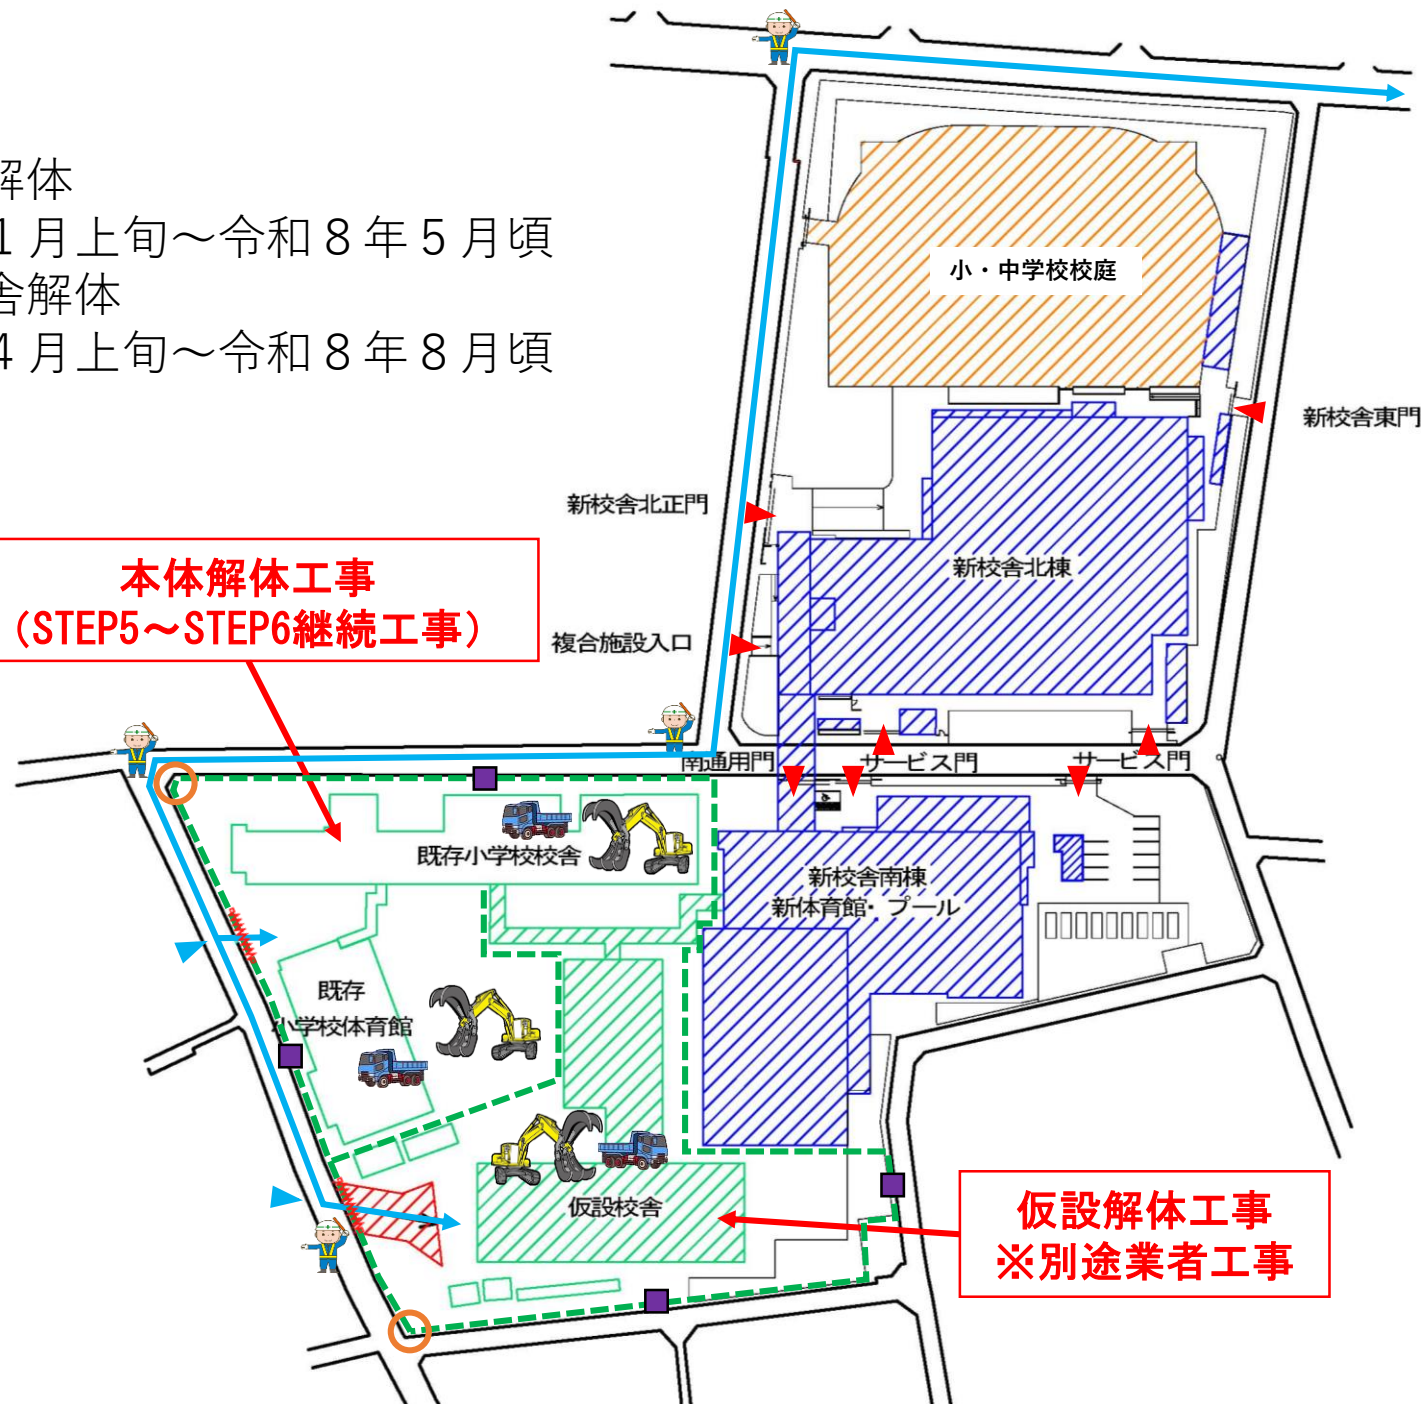 解体
1月上旬～令和８年５月頃
舎解体
4月上旬～令和８年８月頃
小・中学校校庭
新校舎東門
新校舎北正門
新校舎北棟
本体解体工事
（STEP5～STEP6継続工事）
複合施設入口
南通用門
サービス門
サービス門
既存小学校校舎
新校舎南棟
新体育館・プール
既存
小学校体育館
仮設校舎
仮設解体工事
※別途業者工事